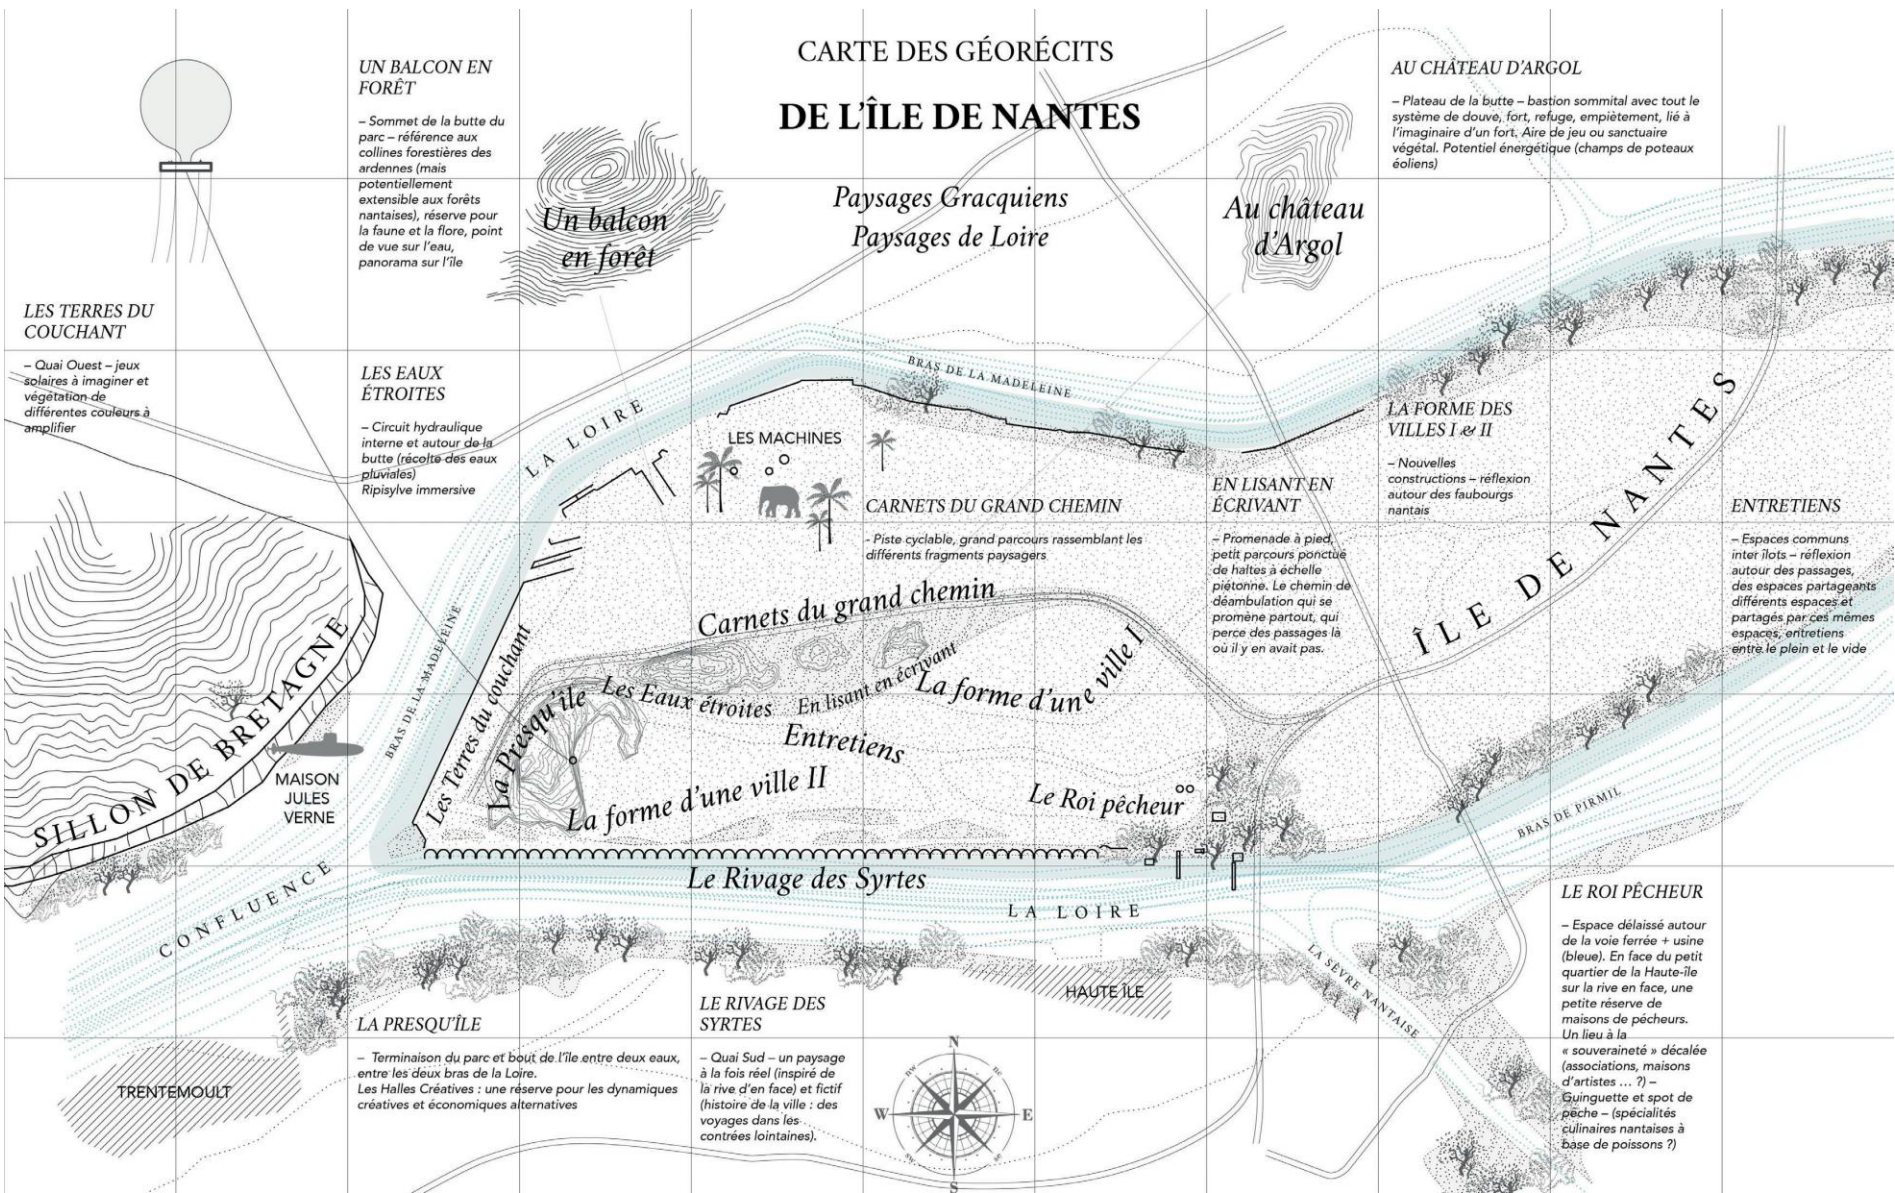 CARTE DES GÉORÉCITS
DE L'ÎLE DE NANTES
Paysages Gracquiens
Paysages de Loire
UN BALCON EN
FORÊT
– Sommet de la butte du
parc – référence aux
collines forestières des
ardennes (mais
potentiellement
extensible aux forêts
nantaises), réserve pour
la faune et la flore, point
de vue sur l'eau,
panorama sur l'île
Un balcon
en forêt
Au château
d'Argol
AU CHÂTEAU D'ARGOL
– Plateau de la butte – bastion sommital avec tout le
système de douve, fort, refuge, empiètement, lié à
l'imaginaire d'un fort. Aire de jeu ou sanctuaire
végétal. Potentiel énergétique (champs de poteaux
éoliens)
LES TERRES DU
COUCHANT
– Quai Ouest – jeux
solaires à imaginer et
végétation de
différentes couleurs à
amplifier
LES EAUX
ÉTROITES
– Circuit hydraulique
interne et autour de la
butte (récolte des eaux
pluviales)
Ripisylve immersive
LA LOIRE
BRAS DE LA MADELEINE
LES MACHINES
CARNETS DU GRAND CHEMIN
- Piste cyclable, grand parcours rassemblant les
différents fragments paysagers
EN LISANT EN
ÉCRIVANT
– Promenade à pied,
petit parcours ponctué
de haltes à échelle
piétonne. Le chemin de
déambulation qui se
promène partout, qui
perce des passages là
où il y en avait pas.
LA FORME DES
VILLES I & II
– Nouvelles
constructions – réflexion
autour des faubourgs
nantais
ÎLE DE NANTES
ENTRETIENS
– Espaces communs
inter îlots – réflexion
autour des passages,
des espaces partageants
différents espaces et
partagés par ces mêmes
espaces, entretiens
entre le plein et le vide
BRAS DE LA MADELEINE
Carnets du grand chemin
Les Terres du couchant
La Presqu'île
Les Eaux étroites
En lisant en écrivant
La forme d'une ville I
Entretiens
La forme d'une ville II
Le Roi pêcheur
SILLON DE BRETAGNE
MAISON
JULES
VERNE
BRAS DE PIRMIL
Le Rivage des Syrtes
CONFLUENCE
LA LOIRE
LA SÈVRE NANTAISE
HAUTE ÎLE
TRENTEMOULT
LA PRESQU'ÎLE
– Terminaison du parc et bout de l'île entre deux eaux,
entre les deux bras de la Loire.
Les Halles Créatives : une réserve pour les dynamiques
créatives et économiques alternatives
LE RIVAGE DES
SYRTES
– Quai Sud – un paysage
à la fois réel (inspiré de
la rive d'en face) et fictif
(histoire de la ville : des
voyages dans les
contrées lointaines).
N
W
E
S
NW
SW
LE ROI PÊCHEUR
– Espace délaissé autour
de la voie ferrée + usine
(bleue). En face du petit
quartier de la Haute-île
sur la rive en face, une
petite réserve de
maisons de pécheurs.
Un lieu à la
« souveraineté » décalée
(associations, maisons
d'artistes ... ?) –
Guinguette et spot de
pêche – (spécialités
culinaires nantaises à
base de poissons ?)